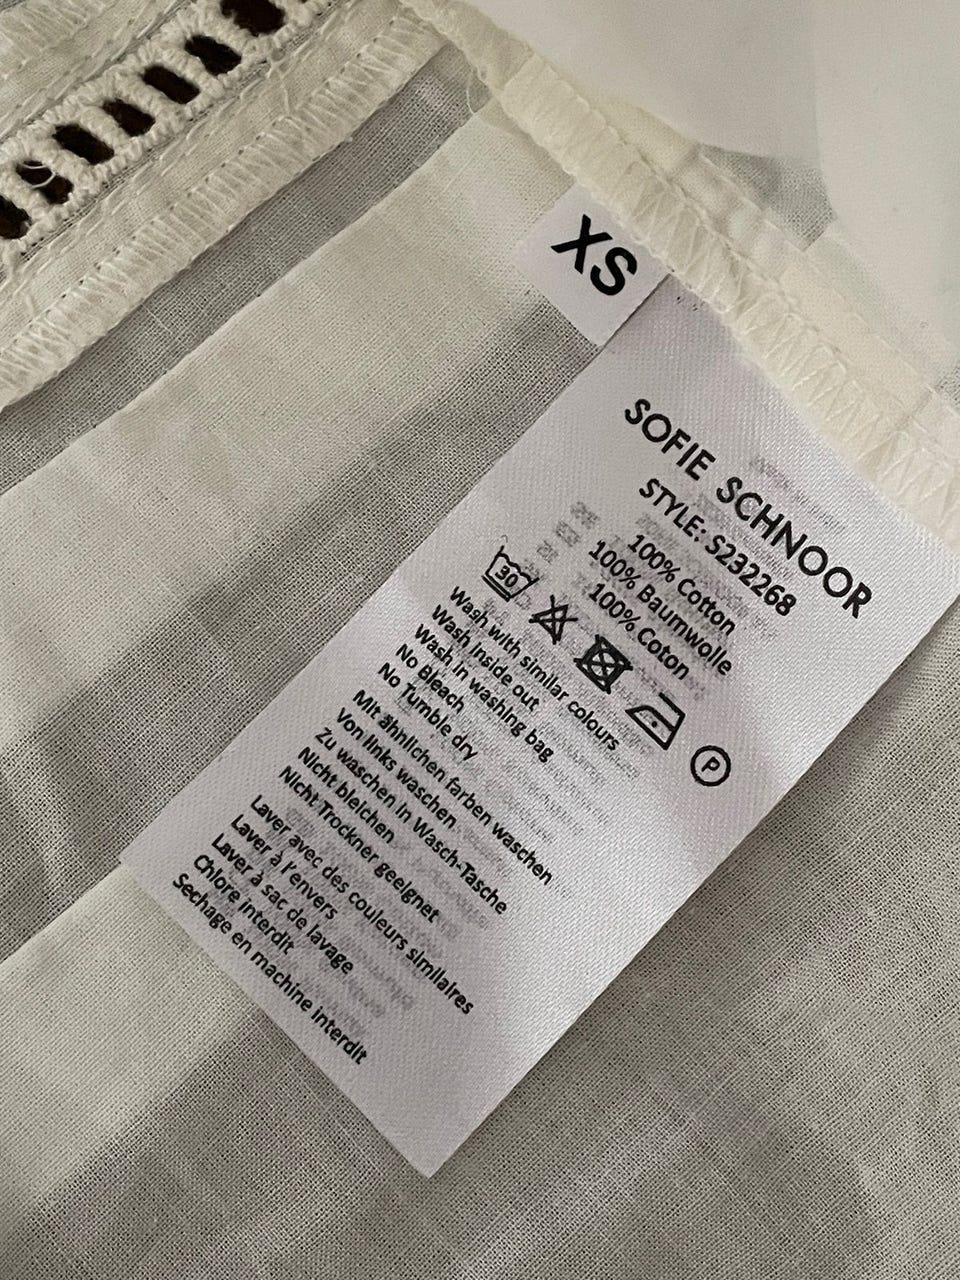 XS
SOFIE SCHNOOR
STYLE: S232268
100% Cotton
100% Baumwolle
100% Coton
30
P
Wash with similar colours
Wash inside out
Wash in washing bag
No Bleach
No Tumble dry
Mit ähnlichen farben waschen
Von links waschen
Zu waschen in Wasch-Tasche
Nicht bleichen
Nicht Trockner geeignet
Laver avec des couleurs similaires
Laver à l'envers
Laver à sac de lavage
Chlore interdit
Sechage en machine interdit